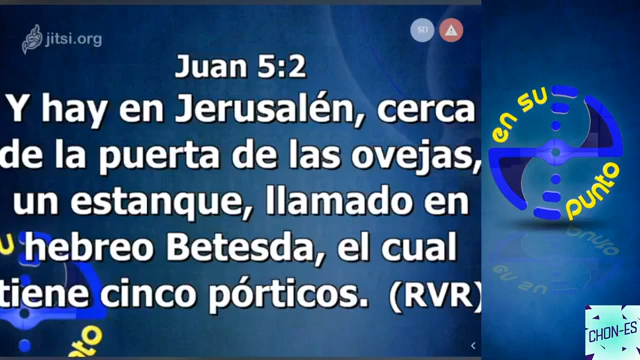 jitsi.org
Juan 5:2
Y hay en Jerusalén, cerca
de la puerta de las ovejas,
un estanque, llamado en
hebreo Betesda, el cual
tiene cinco pórticos. (RVR)
en su
punto
punto
CHON-ES